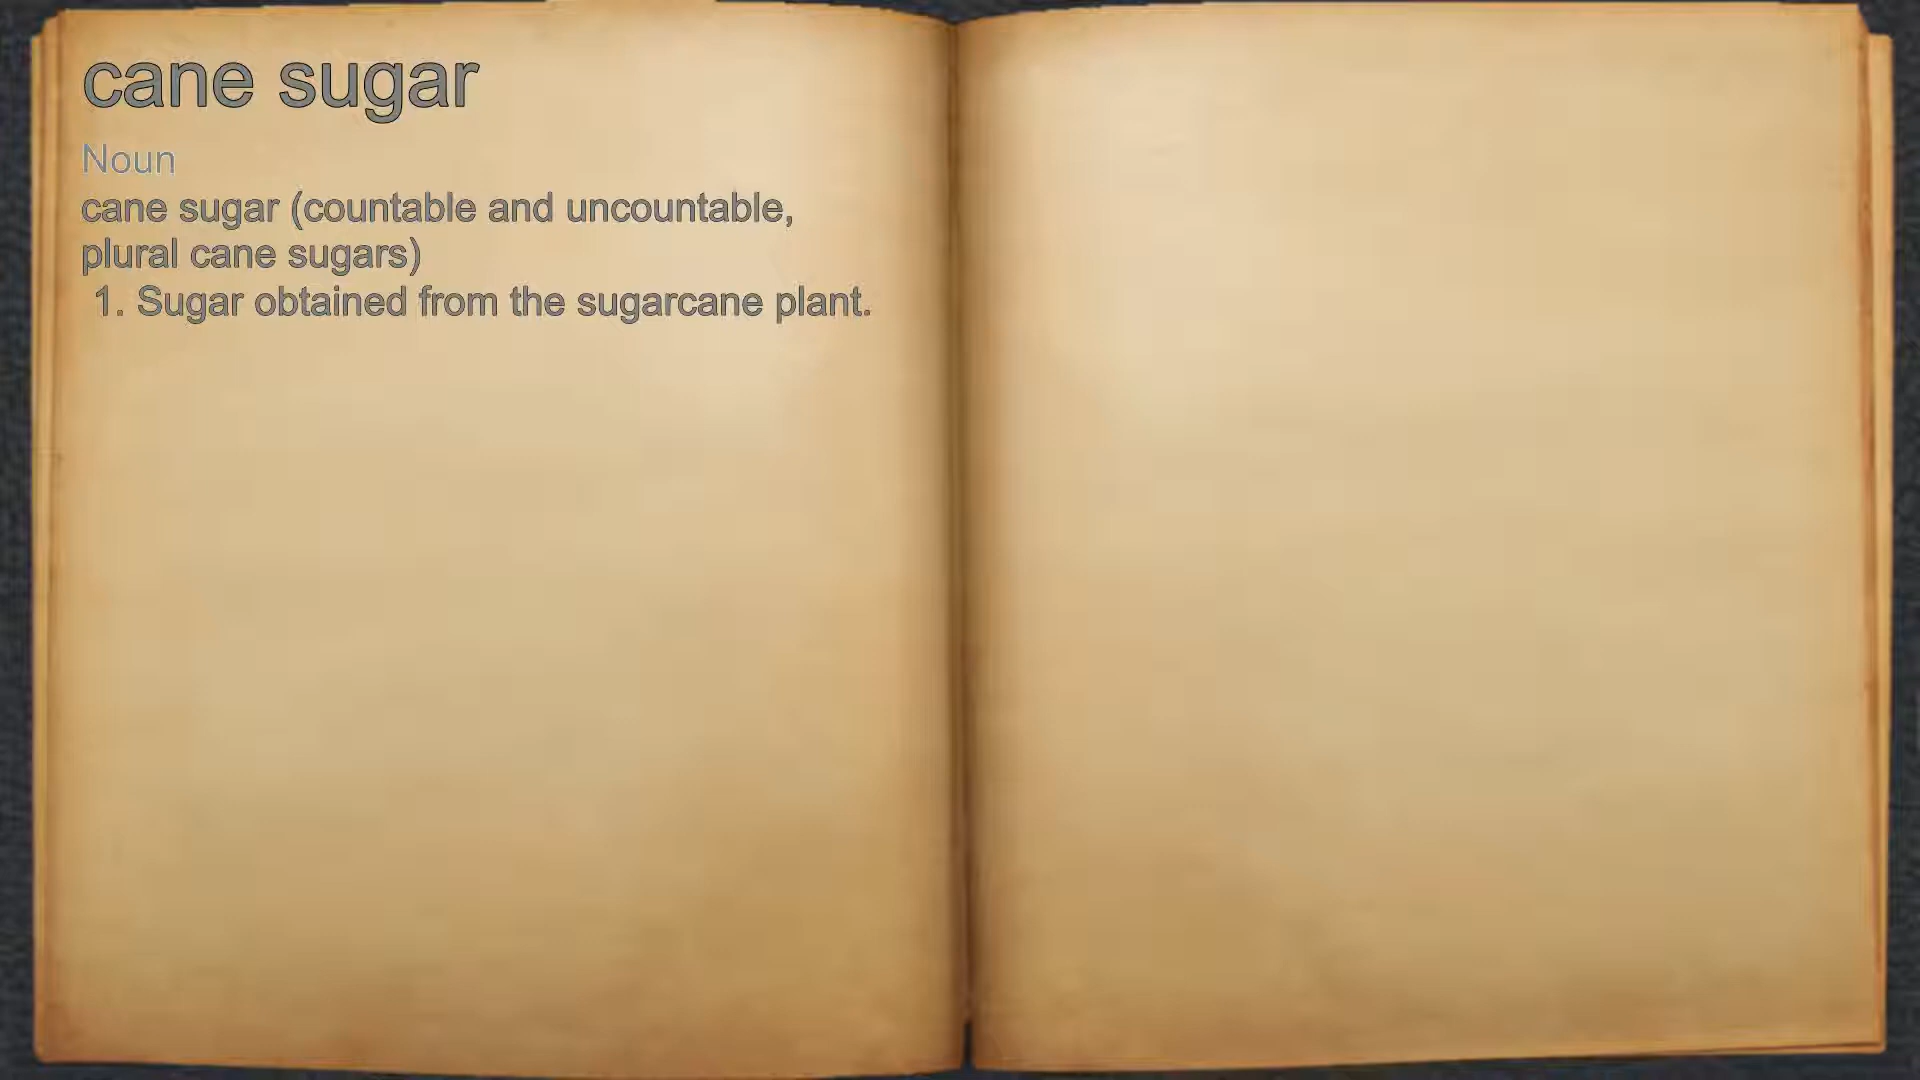 cane sugar
Noun
cane sugar (countable and uncountable,
plural cane sugars)
1. Sugar obtained from the sugarcane plant.